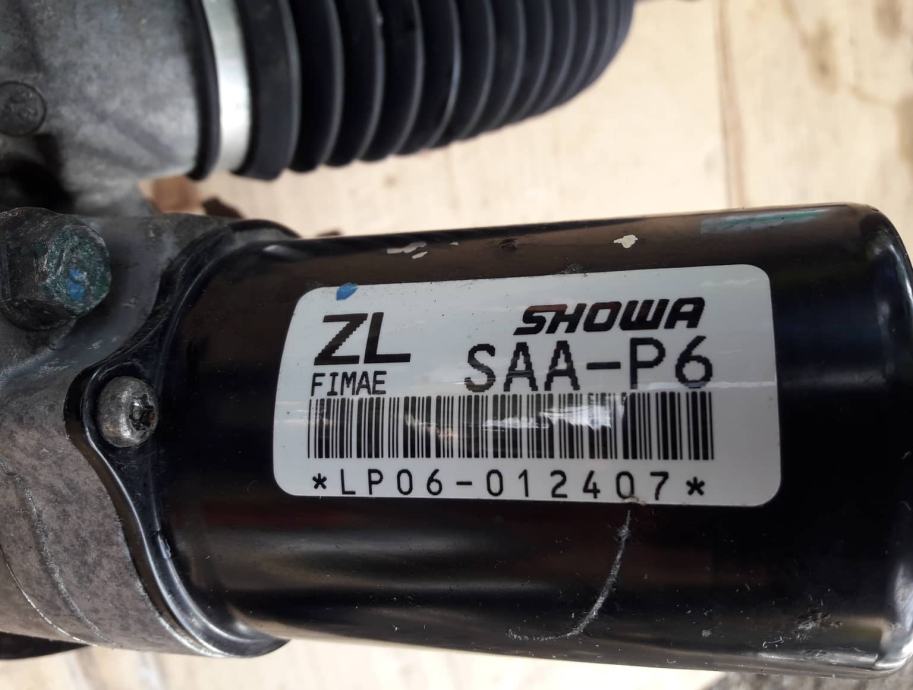 ZL SHOWA
FIMAE SAA-P6
*LP06-012407*